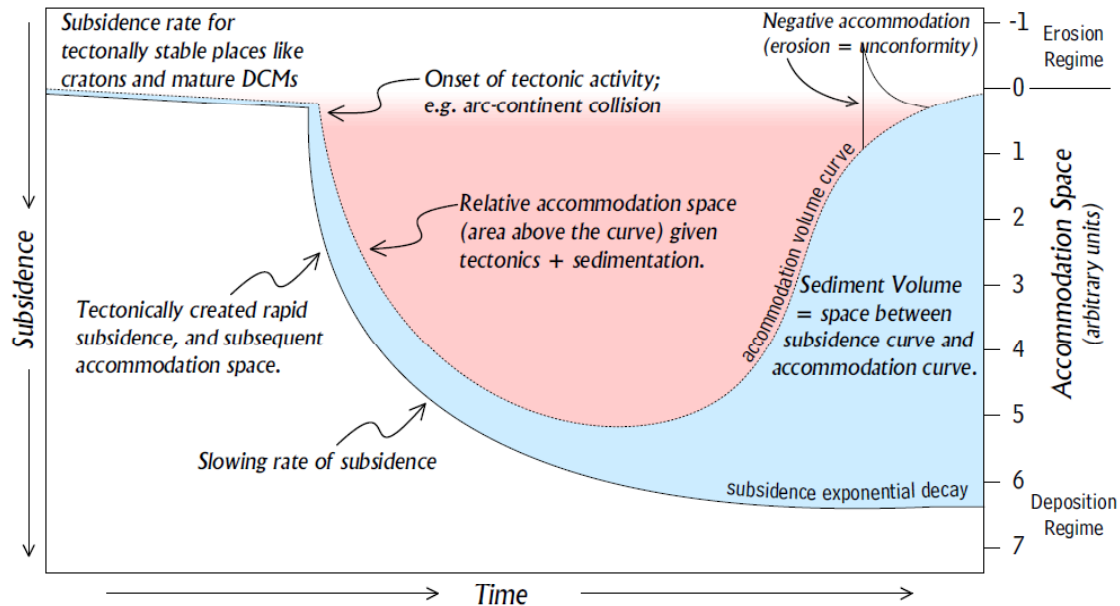 Subsidence rate for
tectonally stable places like
cratons and mature DCMs
Onset of tectonic activity;
e.g. arc-continent collision
Negative accommodation
(erosion = unconformity)
-1
Erosion
Regime
0
1
2
3
4
5
6
7
Accommodation Space
(arbitrary units)
Deposition
Regime
Relative accommodation space
(area above the curve) given
tectonics + sedimentation.
accommodation volume curve
Sediment Volume
= space between
subsidence curve and
accommodation curve.
Tectonically created rapid
subsidence, and subsequent
accommodation space.
Slowing rate of subsidence
subsidence exponential decay
Subsidence
Time